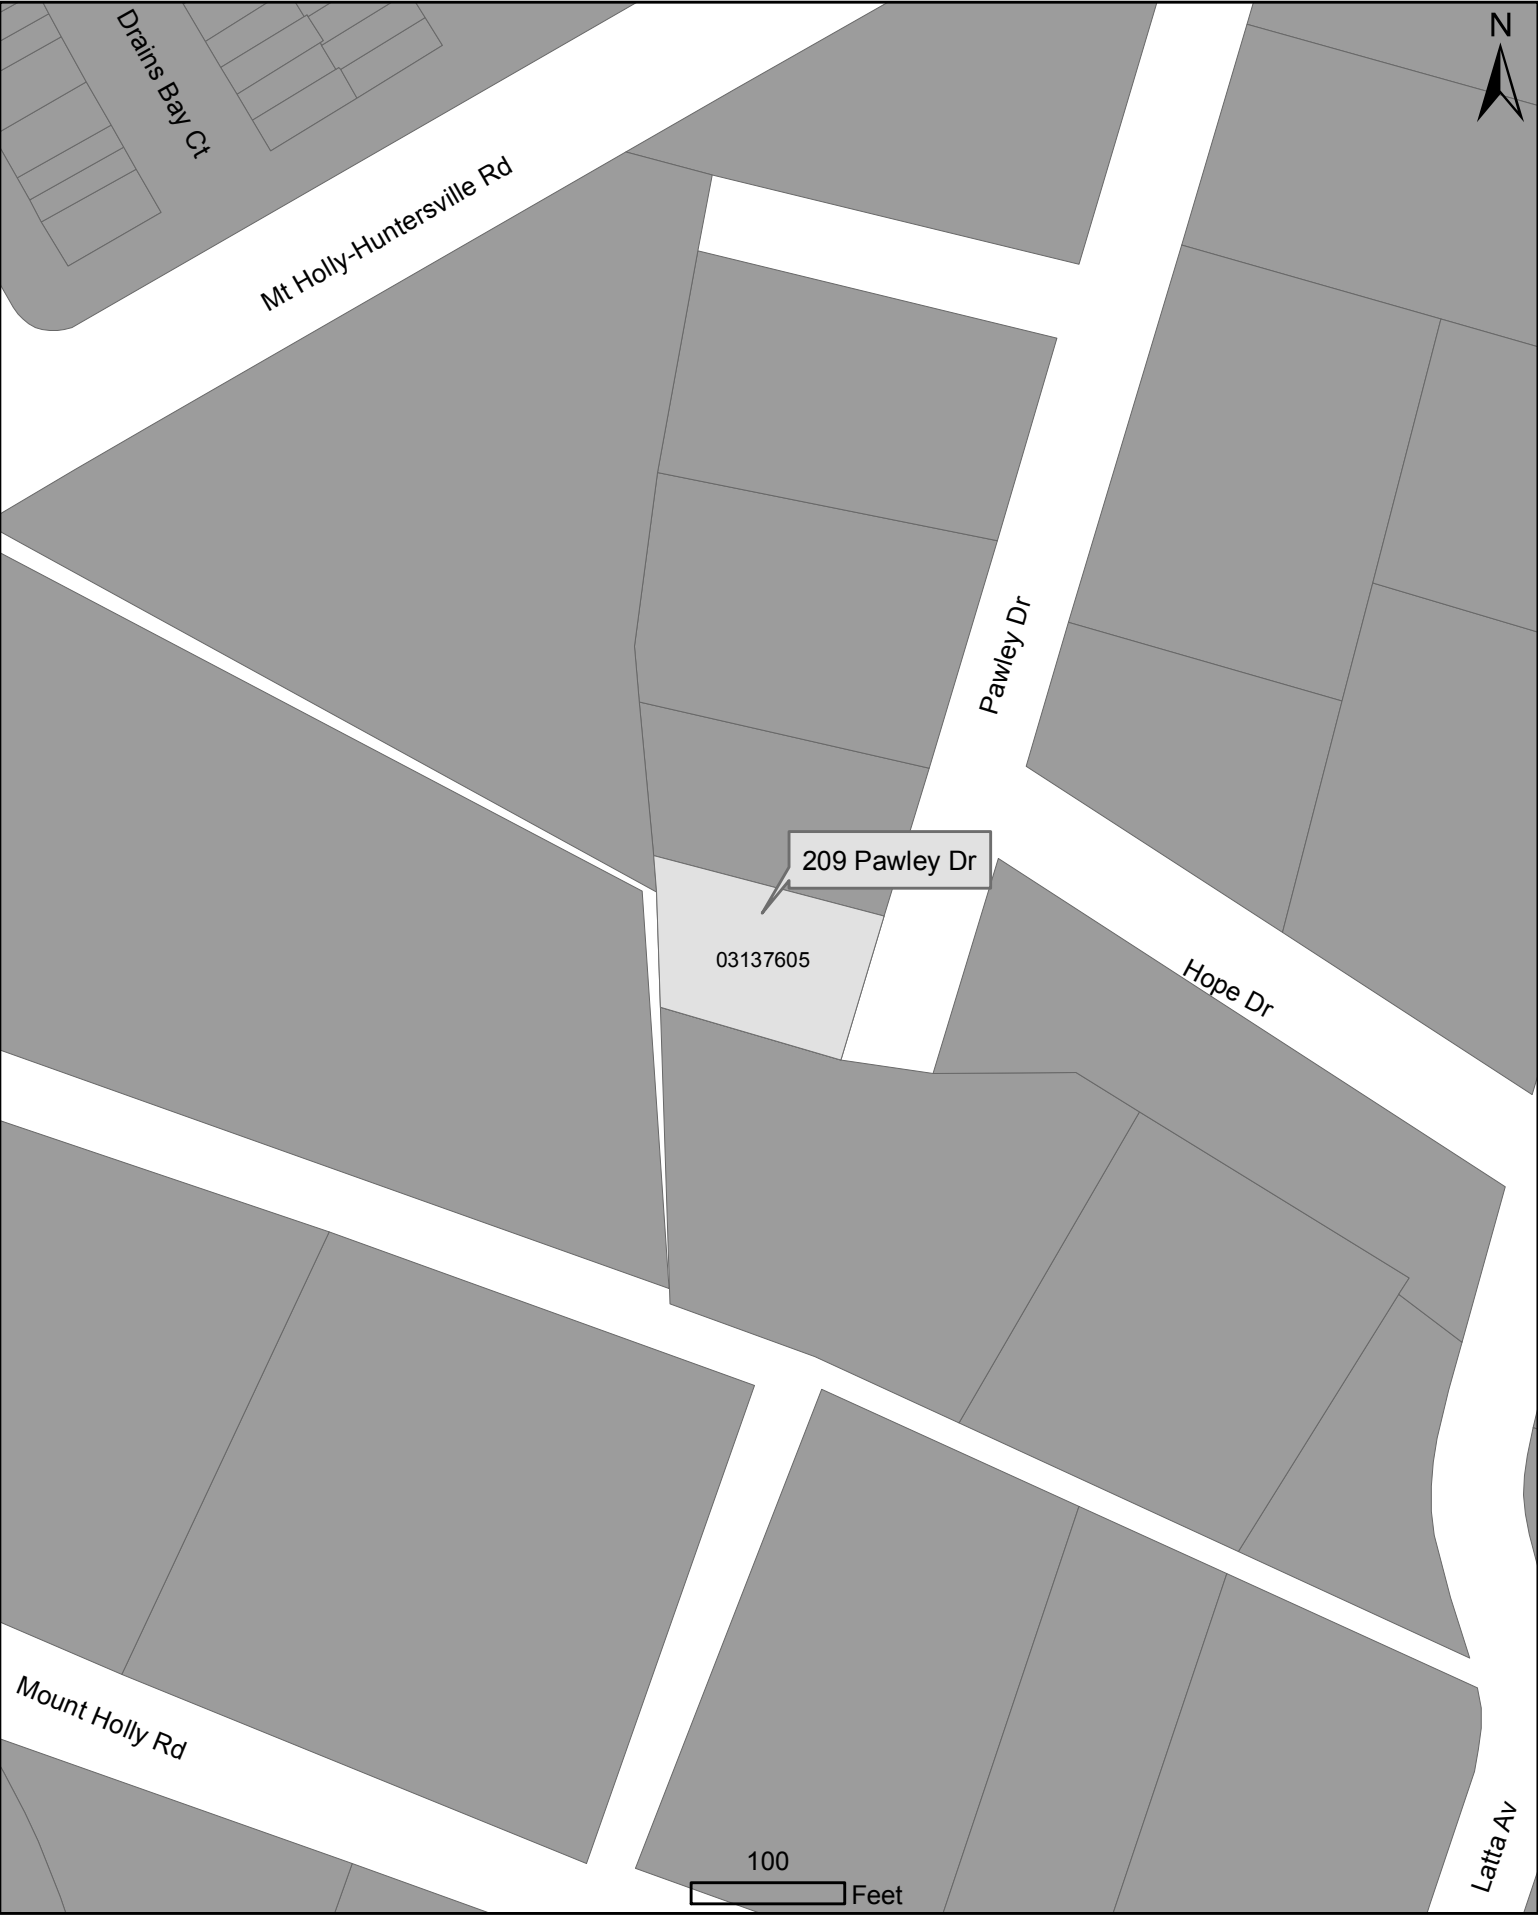 N
Drains Bay Ct
Mt Holly-Huntersville Rd
Pawley Dr
209 Pawley Dr
03137605
Hope Dr
Mount Holly Rd
Latta Av
100
Feet